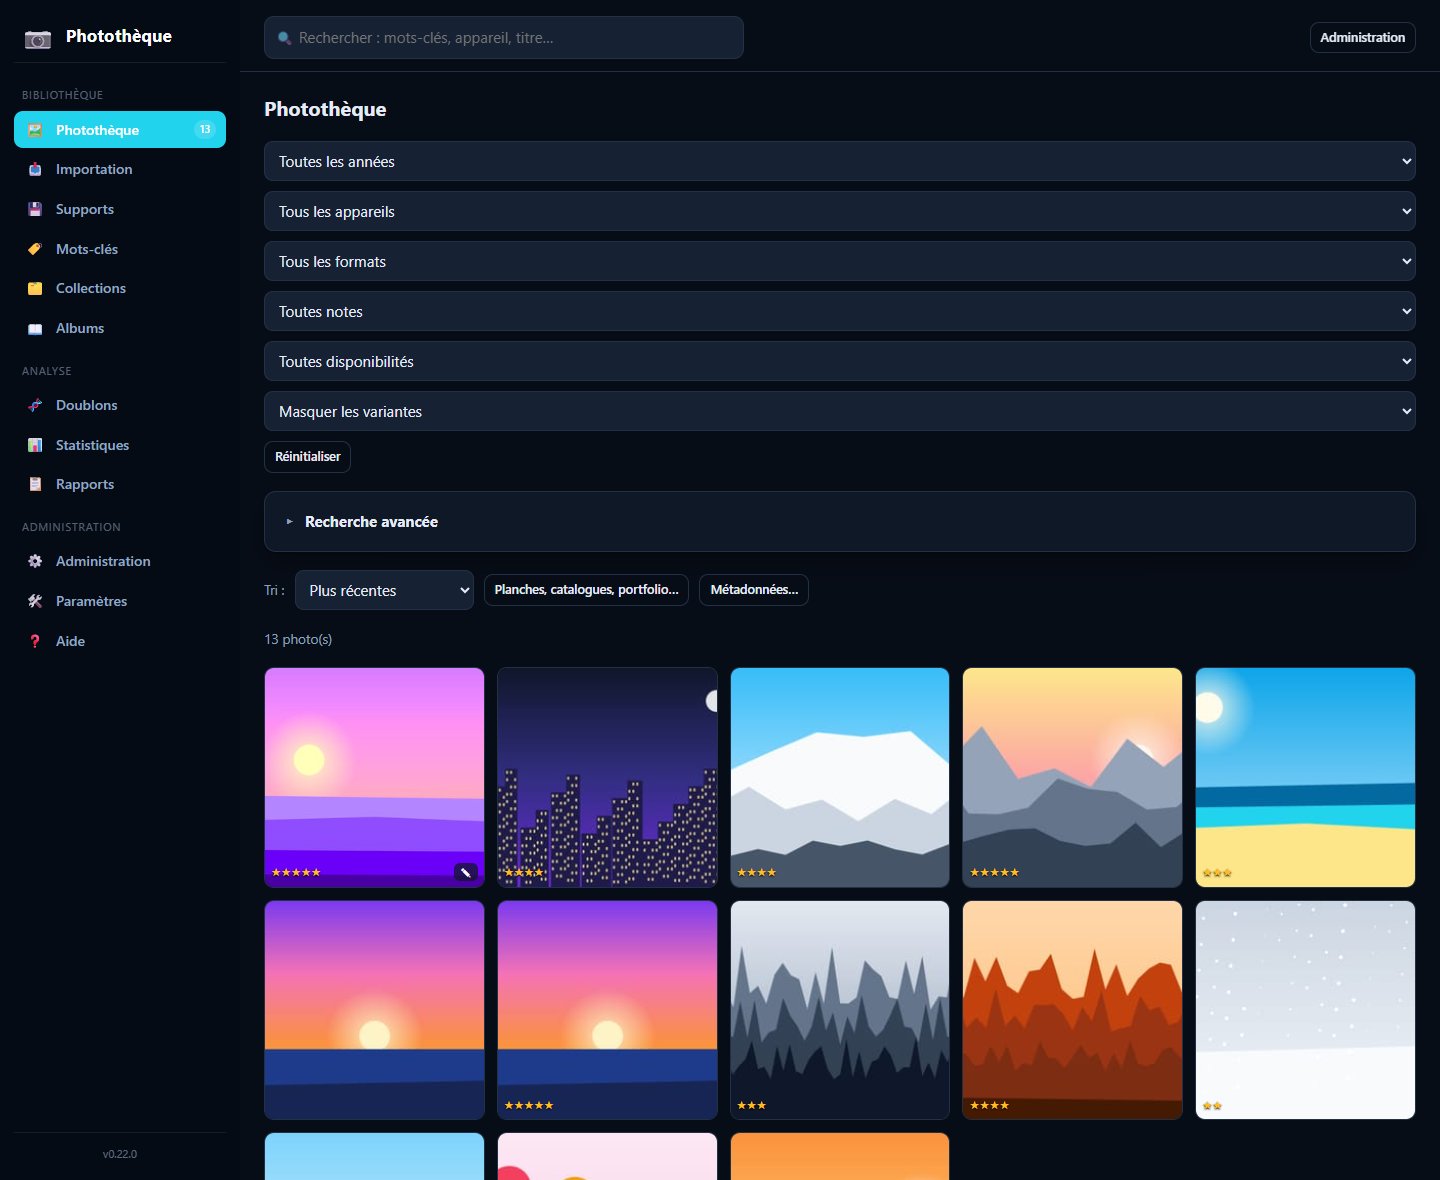 Photothèque
Rechercher : mots-clés, appareil, titre...
Administration
BIBLIOTHÈQUE
Photothèque 13
Importation
Supports
Mots-clés
Collections
Albums
ANALYSE
Doublons
Statistiques
Rapports
ADMINISTRATION
Administration
Paramètres
Aide
v0.22.0
Photothèque
Toutes les années
Tous les appareils
Tous les formats
Toutes notes
Toutes disponibilités
Masquer les variantes
Réinitialiser
Recherche avancée
Tri : Plus récentes Planches, catalogues, portfolio... Métadonnées...
13 photo(s)